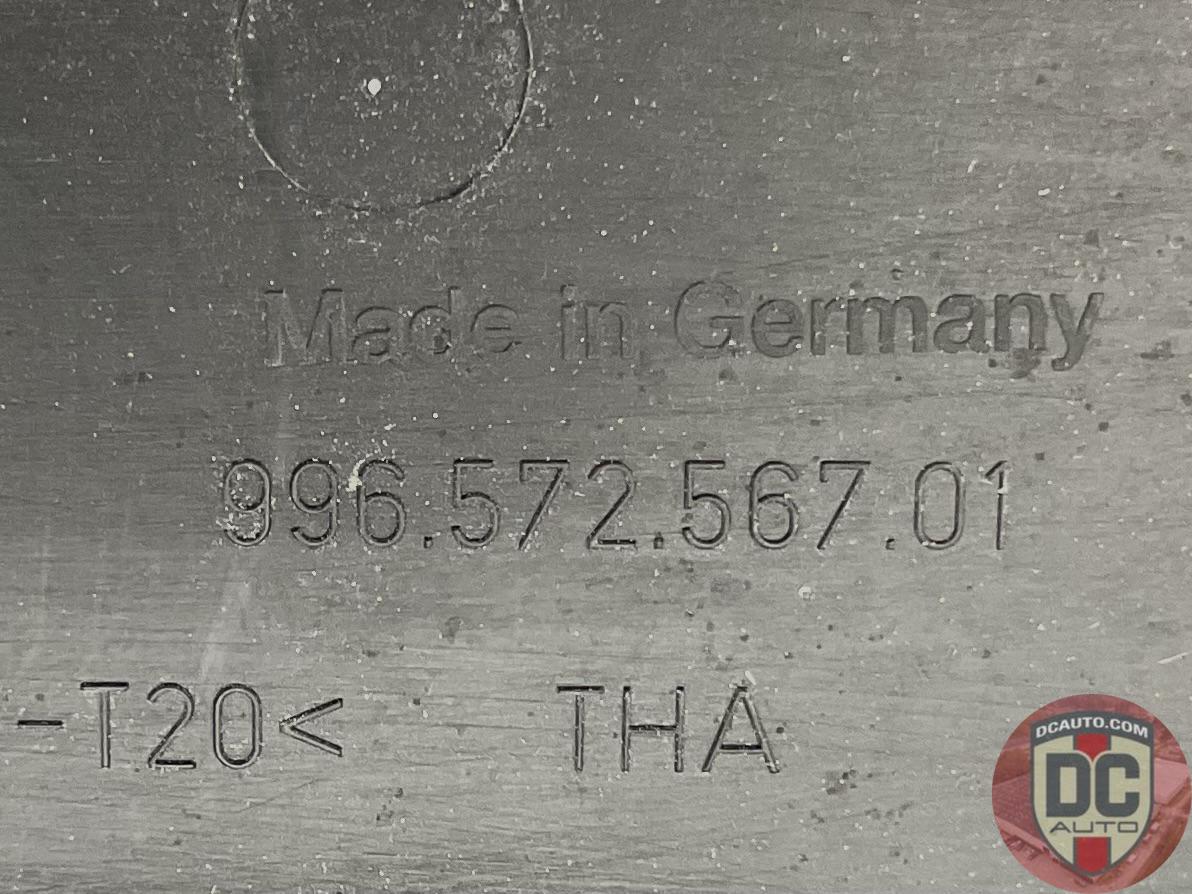 Made in Germany
996.572.567.01
-T20< THA
DCAUTO.COM
DC
AUTO